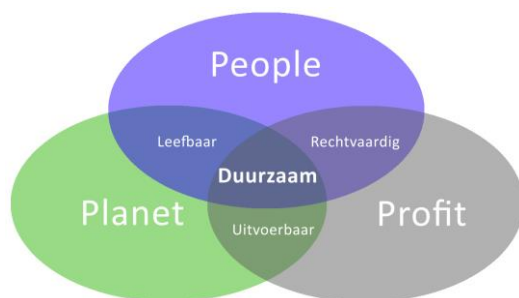 People
Leefbaar
Rechtvaardig
Duurzaam
Planet
Profit
Uitvoerbaar